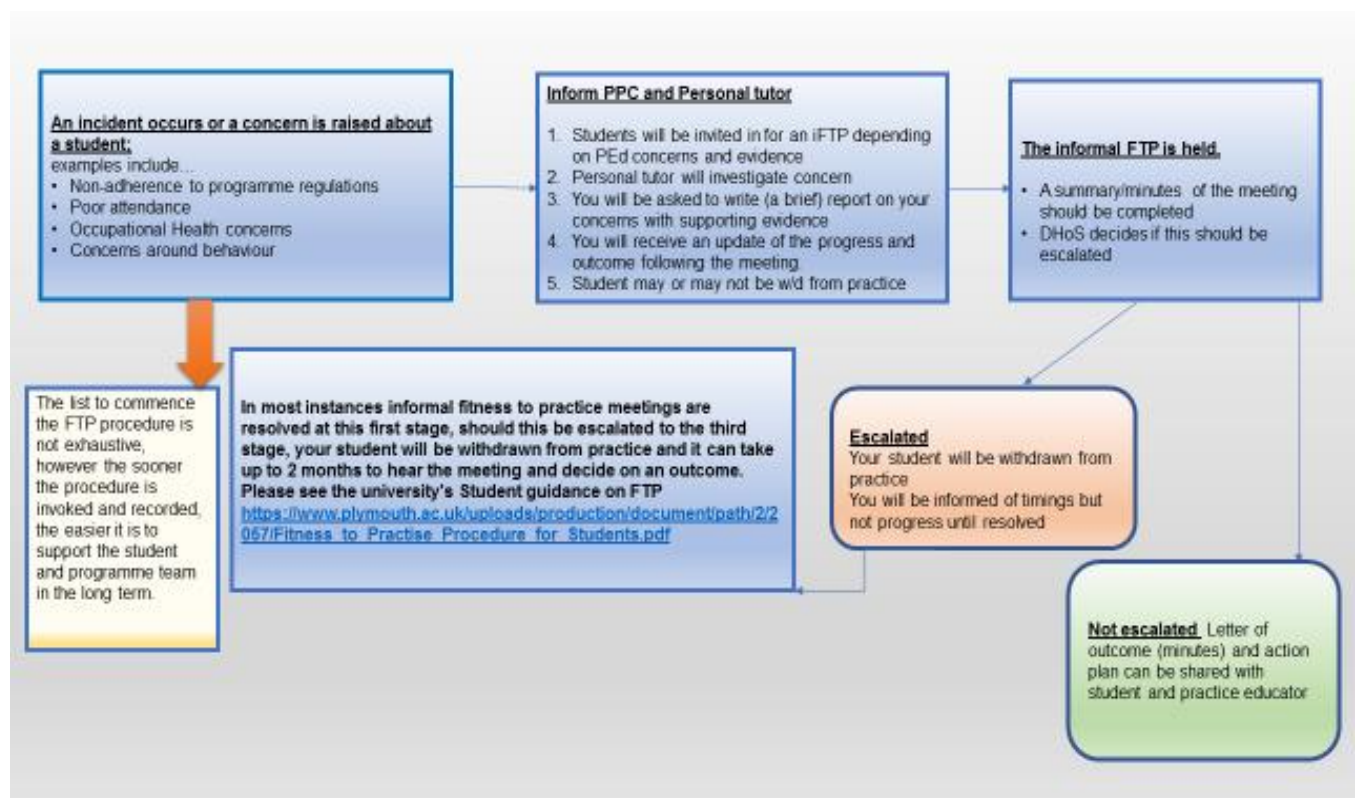 An incident occurs or a concern is raised about
a student;
examples include...
• Non-adherence to programme regulations
• Poor attendance
• Occupational Health concerns
• Concerns around behaviour
Inform PPC and Personal tutor
1. Students will be invited in for an iFTP depending
on PEd concerns and evidence
2. Personal tutor will investigate concern
3. You will be asked to write (a brief) report on your
concerns with supporting evidence
4. You will receive an update of the progress and
outcome following the meeting.
5. Student may or may not be w/d from practice
The informal FTP is held.
• A summary/minutes of the meeting
should be completed
• DHoS decides if this should be
escalated
The list to commence
the FTP procedure is
not exhaustive,
however the sooner
the procedure is
invoked and recorded,
the easier it is to
support the student
and programme team
in the long term.
In most instances informal fitness to practice meetings are
resolved at this first stage, should this be escalated to the third
stage, your student will be withdrawn from practice and it can take
up to 2 months to hear the meeting and decide on an outcome.
Please see the university's Student guidance on FTP
https://www.plymouth.ac.uk/uploads/production/document/path/2/2
067/Fitness_to_Practise_Procedure_for_Students.pdf
Escalated
Your student will be withdrawn from
practice
You will be informed of timings but
not progress until resolved
Not escalated Letter of
outcome (minutes) and action
plan can be shared with
student and practice educator